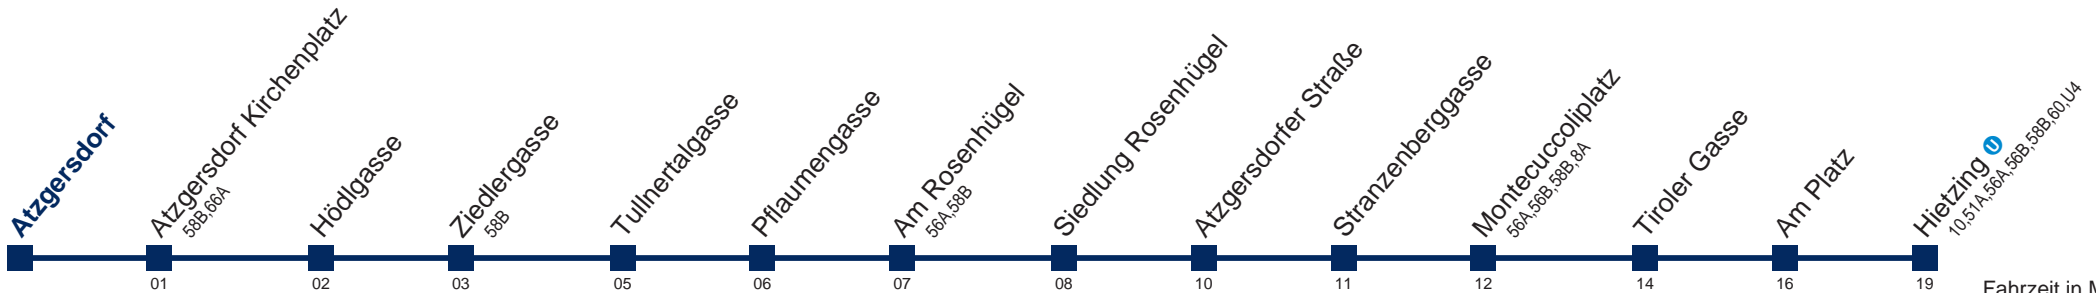 Atzgersdorf
Atzgersdorf Kirchenplatz
58B,66A
Hödlgasse
Ziedlergasse
58B
Tullnertalgasse
Pflaumengasse
Am Rosenhügel
56A,58B
Siedlung Rosenhügel
Atzgersdorfer Straße
Stranzenberggasse
Montecuccoliplatz
56A,56B,58B,8A
Tiroler Gasse
Am Platz
Hietzing U
10,51A,56A,56B,58B,60,U4
01 02 03 05 06 07 08 10 11 12 14 16 19
Fahrzeit in M